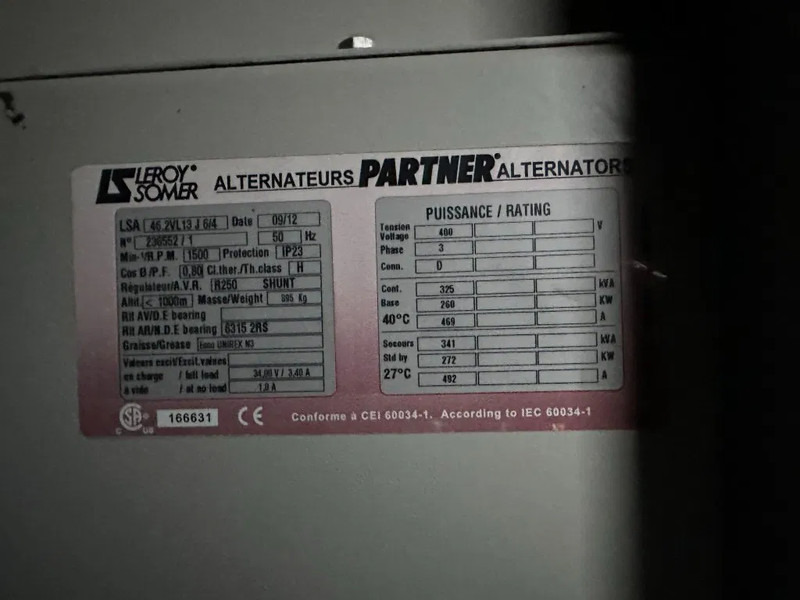 LEROY SOMER ALTERNATEURS PARTNER ALTERNATORS
LSA 46.2VL13 J 6/4 Date 09/12
N° 236552 / 1 50 Hz
Min-1/R.P.M. 1500 Protection IP23
Cos Ø/P.F. 0,80 Cl.ther./Th.class H
Régulateur/A.V.R. R250 SHUNT
Altit. < 1000m Masse/Weight 895 Kg
Rlt AV/D.E bearing
Rlt AR/N.D.E bearing 6315 2RS
Graisse/Grease Esso UNIREX N3
Valeurs excit/Excit.values
en charge / full load 34,00 V / 3,40 A
à vide / at no load 1,0 A
PUISSANCE / RATING
Tension
Voltage 400 V
Phase 3
Conn. D
Cont. 325 kVA
Base 260 KW
40°C 469 A
Secours 341 kVA
Std by 272 KW
27°C 492 A
C US 166631 CE Conforme à CEI 60034-1. According to IEC 60034-1